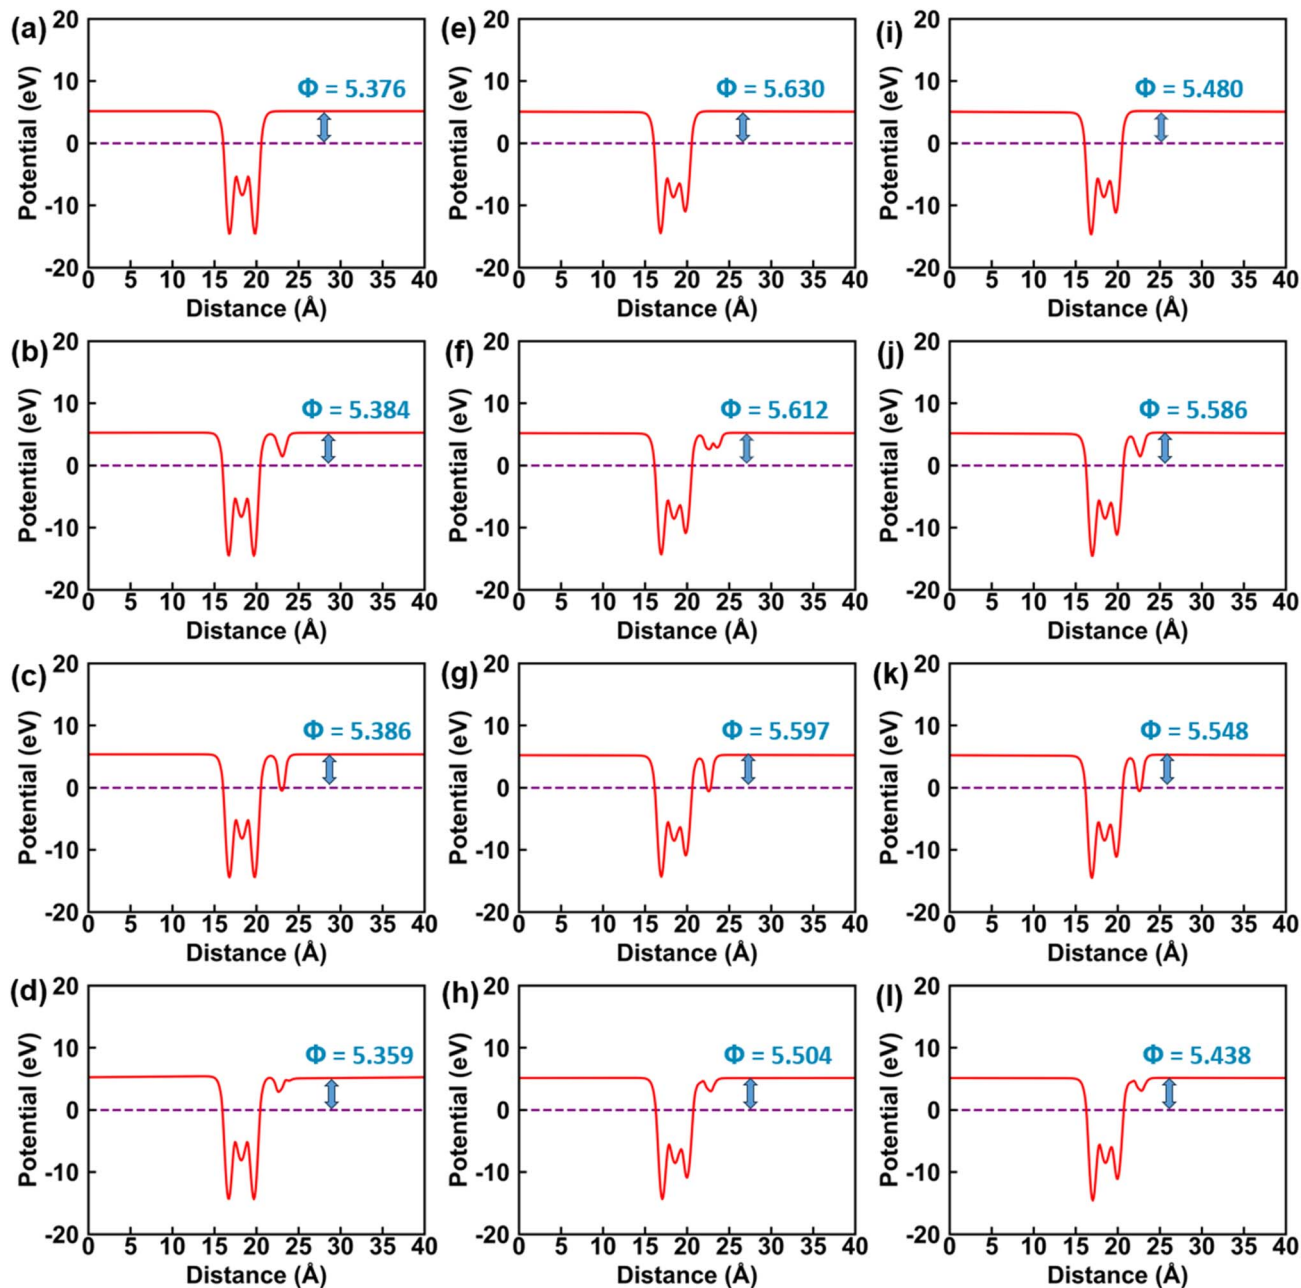 (a)
20
10
0
-10
-20
Potential (eV)
Φ = 5.376
0 5 10 15 20 25 30 35 40
Distance (Å)
(e)
20
10
0
-10
-20
Potential (eV)
Φ = 5.630
0 5 10 15 20 25 30 35 40
Distance (Å)
(i)
20
10
0
-10
-20
Potential (eV)
Φ = 5.480
0 5 10 15 20 25 30 35 40
Distance (Å)
(b)
20
10
0
-10
-20
Potential (eV)
Φ = 5.384
0 5 10 15 20 25 30 35 40
Distance (Å)
(f)
20
10
0
-10
-20
Potential (eV)
Φ = 5.612
0 5 10 15 20 25 30 35 40
Distance (Å)
(j)
20
10
0
-10
-20
Potential (eV)
Φ = 5.586
0 5 10 15 20 25 30 35 40
Distance (Å)
(c)
20
10
0
-10
-20
Potential (eV)
Φ = 5.386
0 5 10 15 20 25 30 35 40
Distance (Å)
(g)
20
10
0
-10
-20
Potential (eV)
Φ = 5.597
0 5 10 15 20 25 30 35 40
Distance (Å)
(k)
20
10
0
-10
-20
Potential (eV)
Φ = 5.548
0 5 10 15 20 25 30 35 40
Distance (Å)
(d)
20
10
0
-10
-20
Potential (eV)
Φ = 5.359
0 5 10 15 20 25 30 35 40
Distance (Å)
(h)
20
10
0
-10
-20
Potential (eV)
Φ = 5.504
0 5 10 15 20 25 30 35 40
Distance (Å)
(l)
20
10
0
-10
-20
Potential (eV)
Φ = 5.438
0 5 10 15 20 25 30 35 40
Distance (Å)